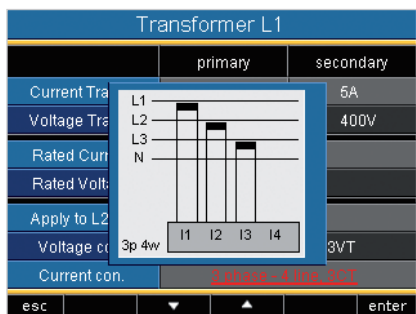 Transformer L1
primary secondary
Current Tra 5A
Voltage Tra 400V
Rated Curr
Rated Volt
Apply to L2
Voltage co 3VT
Current con. 3 phase - 4 line, 3CT
L1
L2
L3
N
3p 4w I1 I2 I3 I4
esc enter